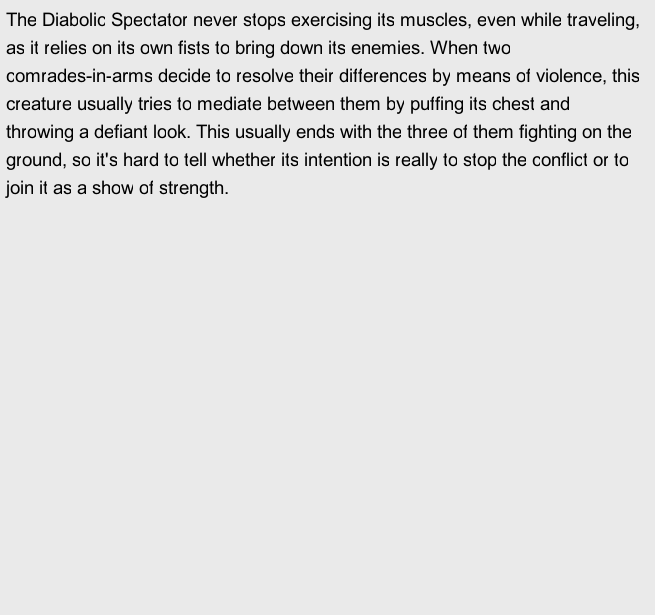 The Diabolic Spectator never stops exercising its muscles, even while traveling,
as it relies on its own fists to bring down its enemies. When two
comrades-in-arms decide to resolve their differences by means of violence, this
creature usually tries to mediate between them by puffing its chest and
throwing a defiant look. This usually ends with the three of them fighting on the
ground, so it's hard to tell whether its intention is really to stop the conflict or to
join it as a show of strength.